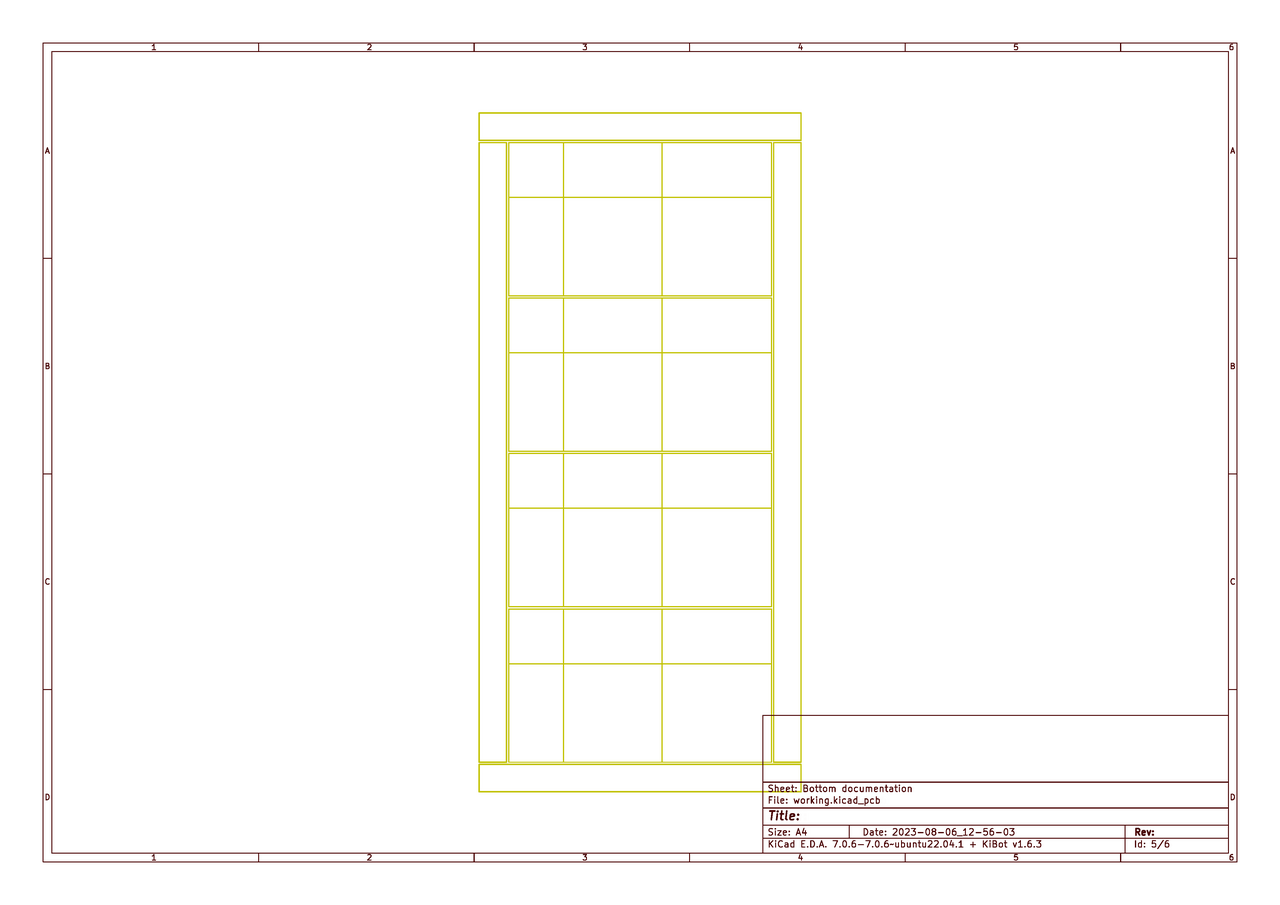 1 2 3 4 5 6
A A
B B
C C
D D
Sheet: Bottom documentation
File: working.kicad_pcb
Title:
Size: A4 Date: 2023-08-06_12-56-03 Rev:
KiCad E.D.A. 7.0.6-7.0.6~ubuntu22.04.1 + KiBot v1.6.3 Id: 5/6
1 2 3 4 5 6